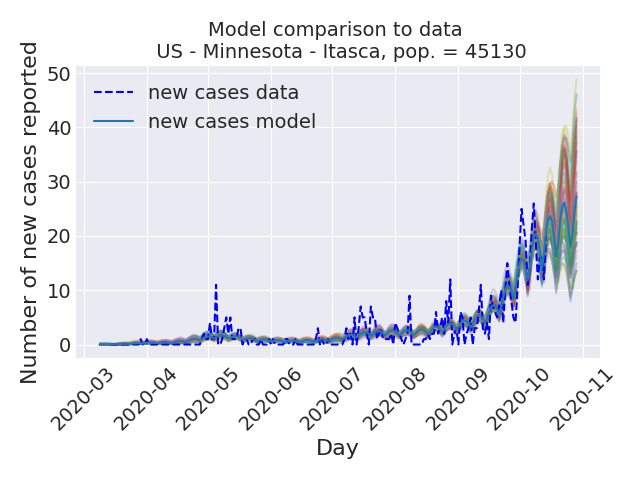 Model comparison to data
US - Minnesota - Itasca, pop. = 45130
Number of new cases reported
50
40
30
20
10
0
new cases data
new cases model
2020-03
2020-04
2020-05
2020-06
2020-07
2020-08
2020-09
2020-10
2020-11
Day